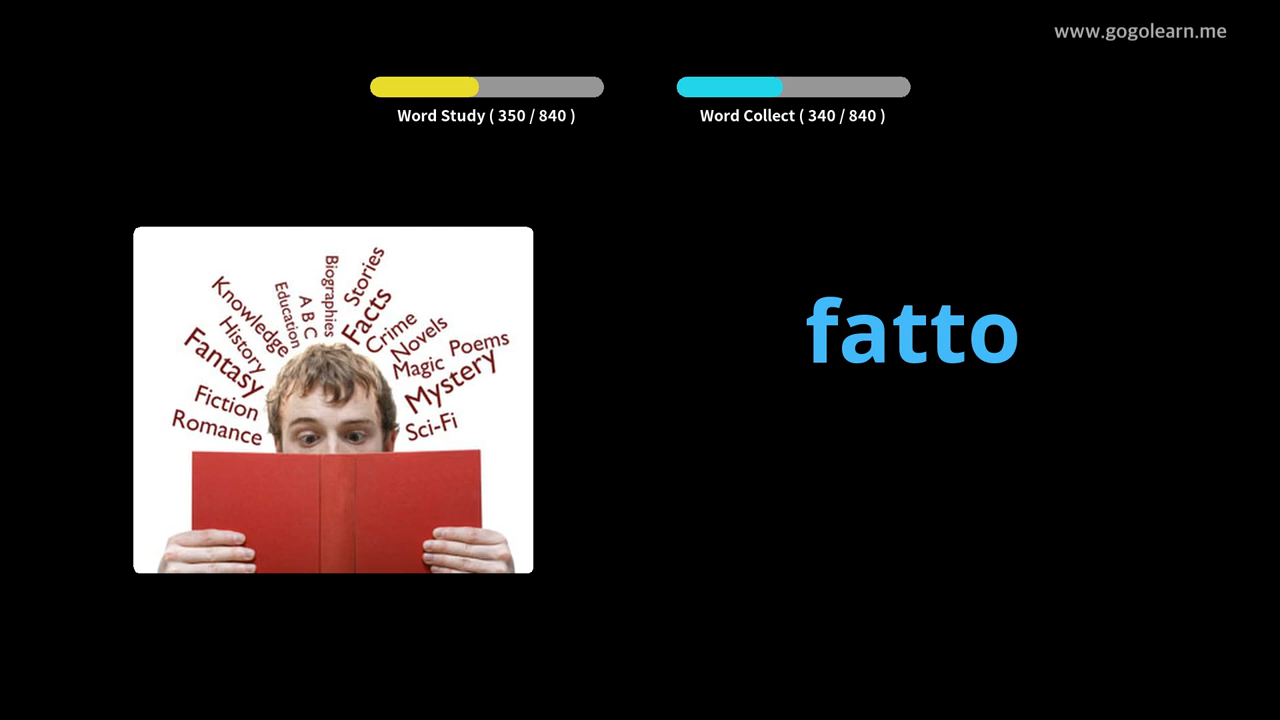 www.gogolearn.me
Word Study ( 350 / 840 )
Word Collect ( 340 / 840 )
Romance
Fiction
Fantasy
History
Knowledge
Education
A B C
Biographies
Stories
Facts
Crime
Novels
Magic
Poems
Mystery
Sci-Fi
fatto